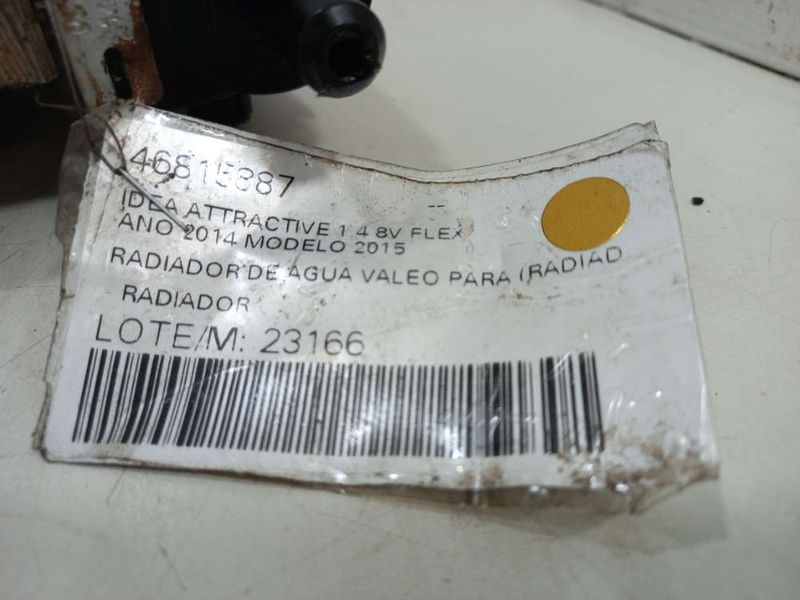 46815887
IDEA ATTRACTIVE 1.4 8V FLEX
ANO 2014 MODELO 2015
RADIADOR DE AGUA VALEO PARA (RADIAD
RADIADOR
LOTE/M: 23166